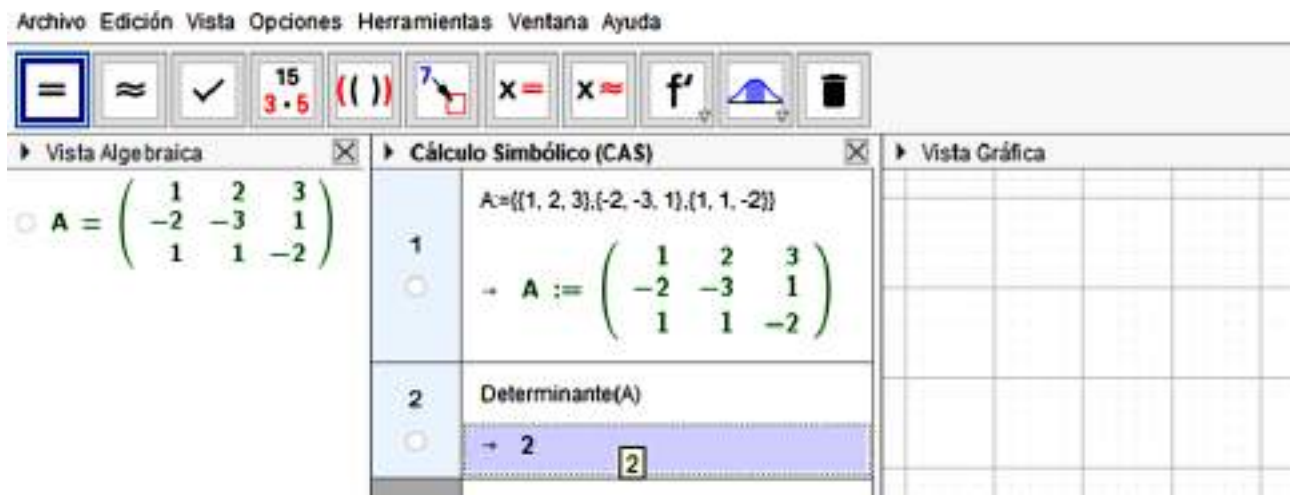 Archivo Edición Vista Opciones Herramientas Ventana Ayuda
= ≈ ✓ 15 3·5 (( )) 7 x= x≈ f'
Vista Algebraica
A = ( 1 2 3
-2 -3 1
1 1 -2 )
Cálculo Simbólico (CAS)
1
A:={{1, 2, 3},{-2, -3, 1},{1, 1, -2}}
→ A := ( 1 2 3
-2 -3 1
1 1 -2 )
2
Determinante(A)
→ 2
2
Vista Gráfica